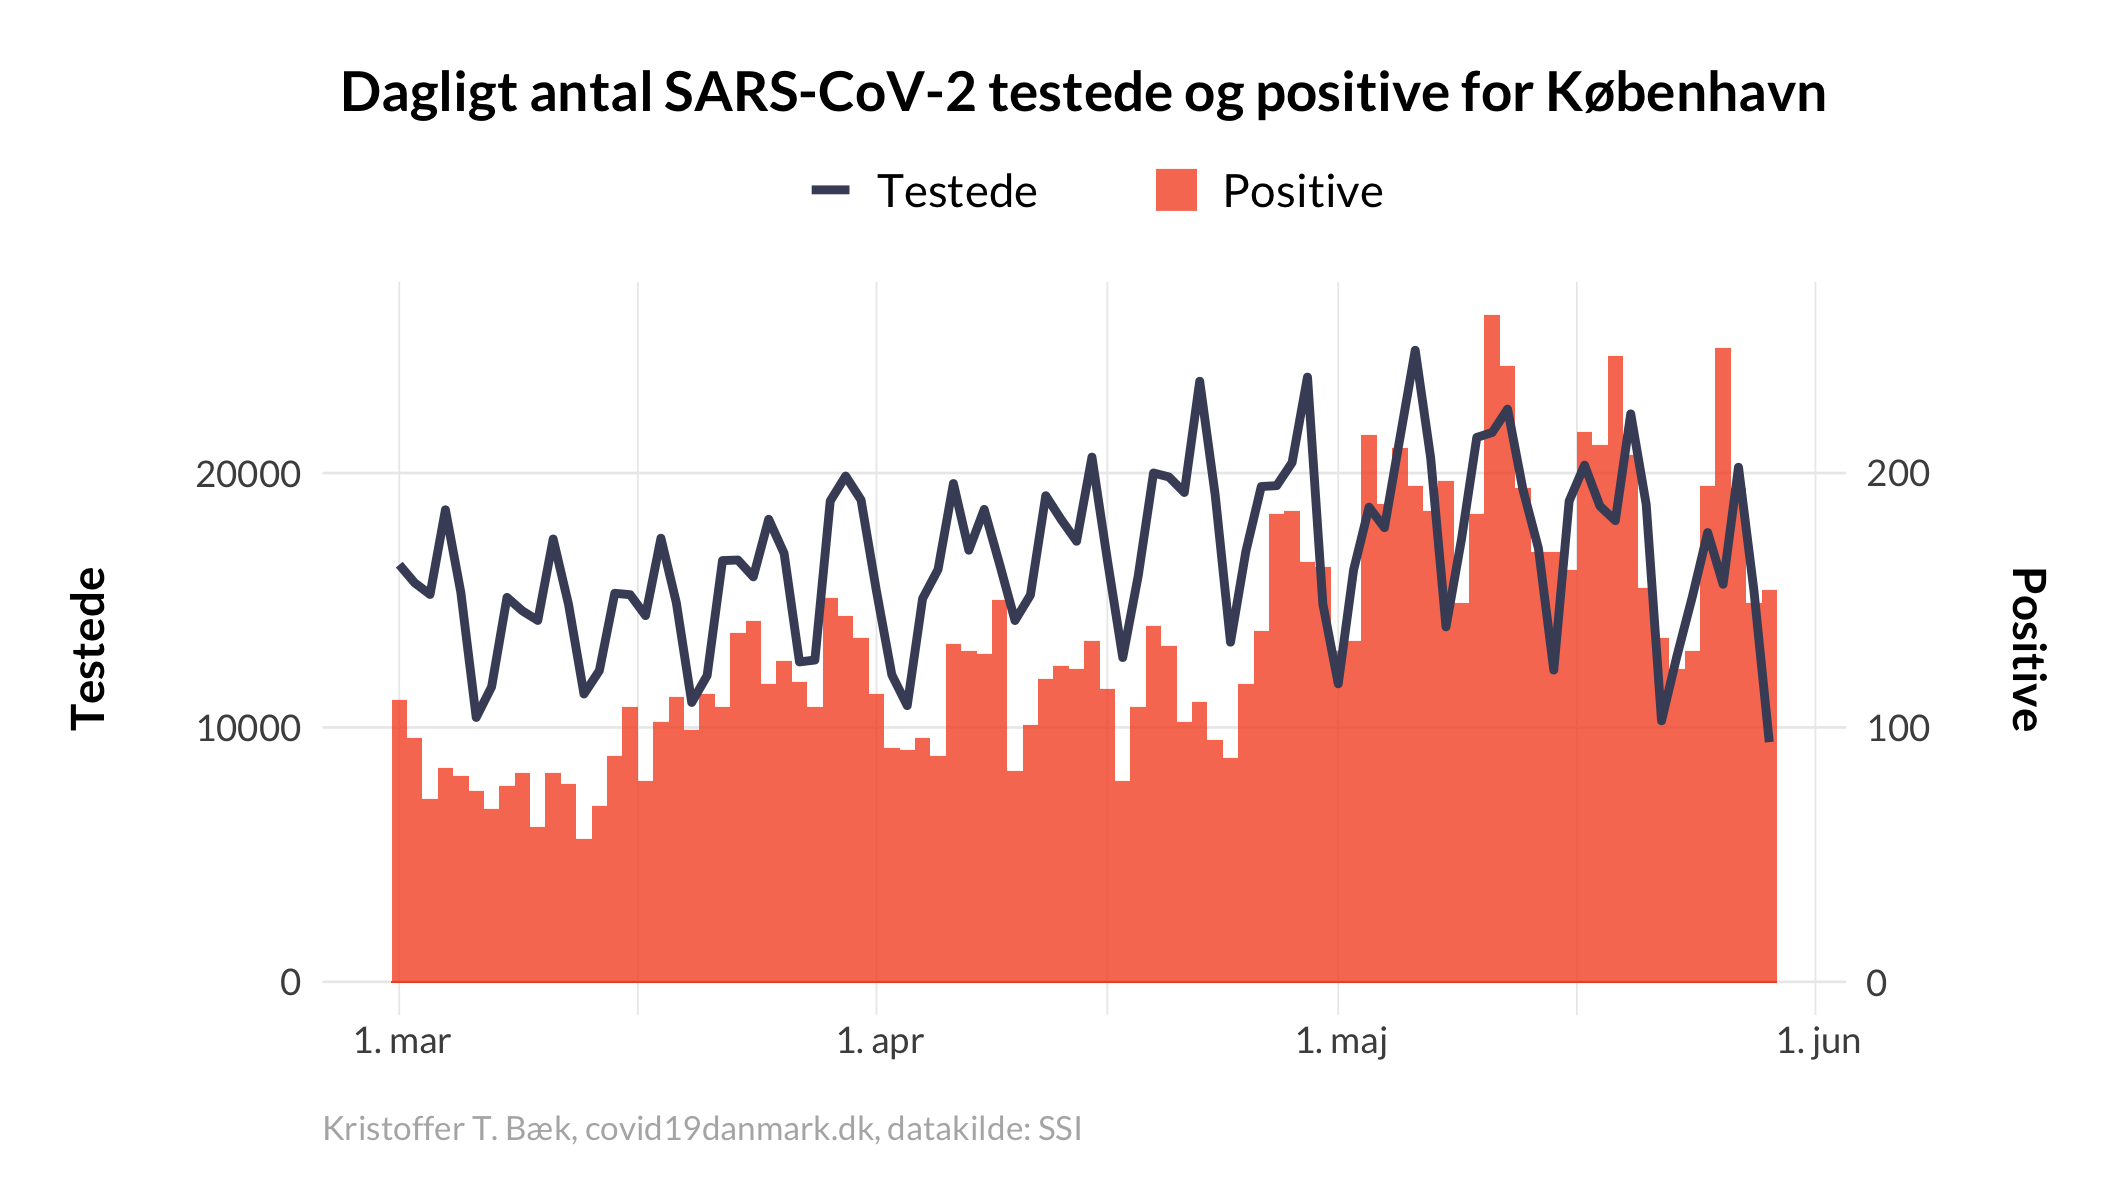 Dagligt antal SARS-CoV-2 testede og positive for København
Testede
Positive
Testede
20000
10000
0
200
100
0
Positive
1. mar
1. apr
1. maj
1. jun
Kristoffer T. Bæk, covid19danmark.dk, datakilde: SSI